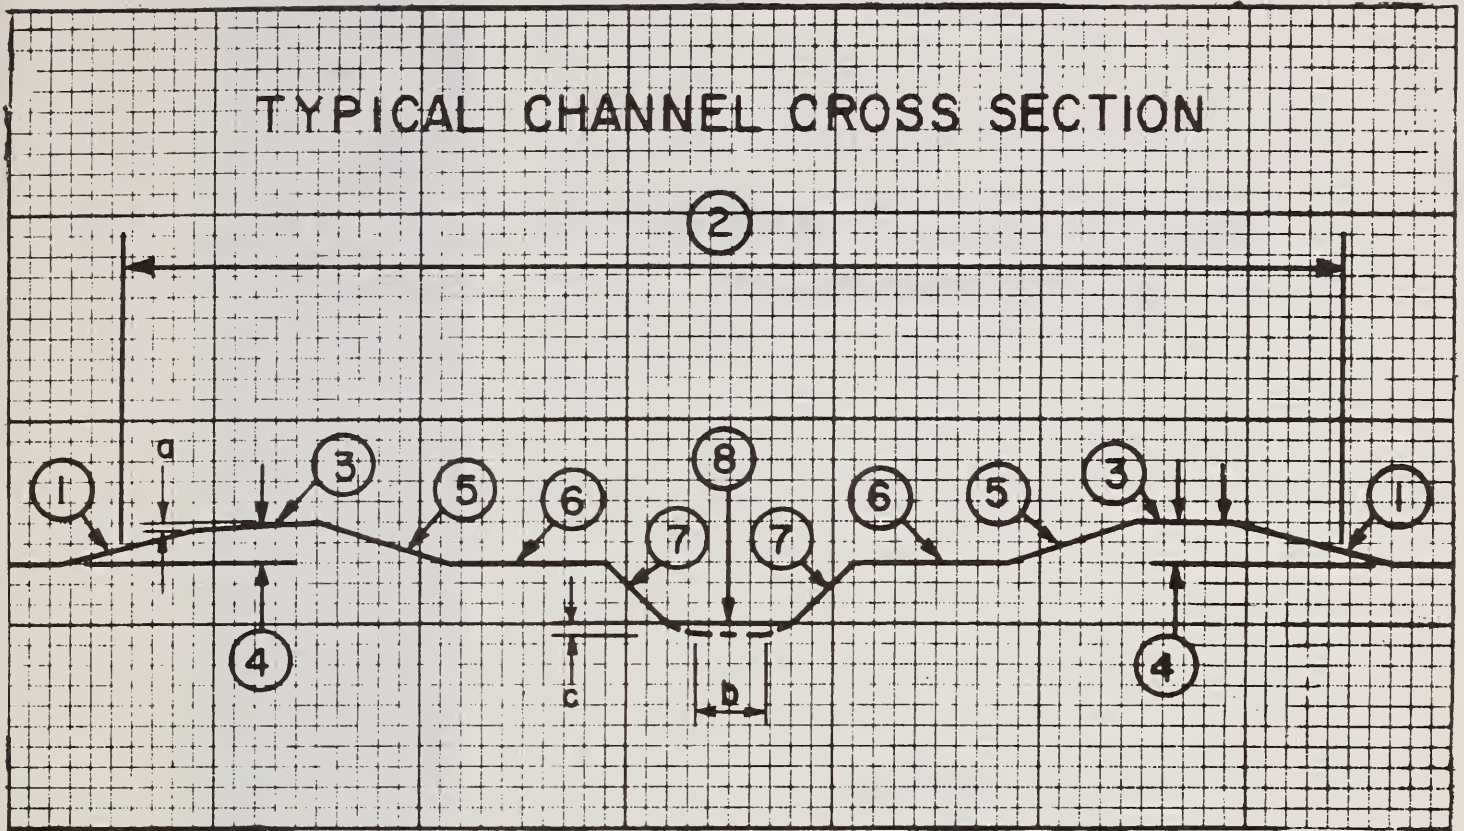 TYPICAL CHANNEL CROSS SECTION
2
a
1 3 5 6 7 8 7 6 5 3 1
4 c b 4